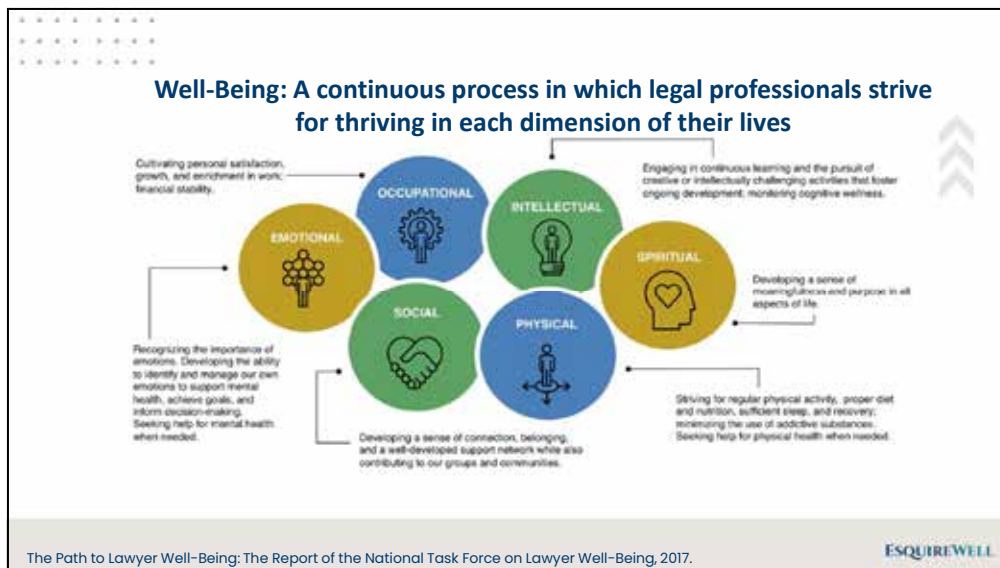 Well-Being: A continuous process in which legal professionals strive
for thriving in each dimension of their lives
Cultivating personal satisfaction,
growth, and enrichment in work;
financial stability.
OCCUPATIONAL
INTELLECTUAL
Engaging in continuous learning and the pursuit of
creative or intellectually challenging activities that foster
ongoing development; monitoring cognitive wellness.
EMOTIONAL
SPIRITUAL
Developing a sense of
meaningfulness and purpose in all
aspects of life.
SOCIAL
PHYSICAL
Recognizing the importance of
emotions. Developing the ability
to identify and manage our own
emotions to support mental
health, achieve goals, and
inform decision-making.
Seeking help for mental health
when needed.
Developing a sense of connection, belonging,
and a well-developed support network while also
contributing to our groups and communities.
Striving for regular physical activity, proper diet
and nutrition, sufficient sleep, and recovery;
minimizing the use of addictive substances.
Seeking help for physical health when needed.
The Path to Lawyer Well-Being: The Report of the National Task Force on Lawyer Well-Being, 2017.
ESQUIREWELL